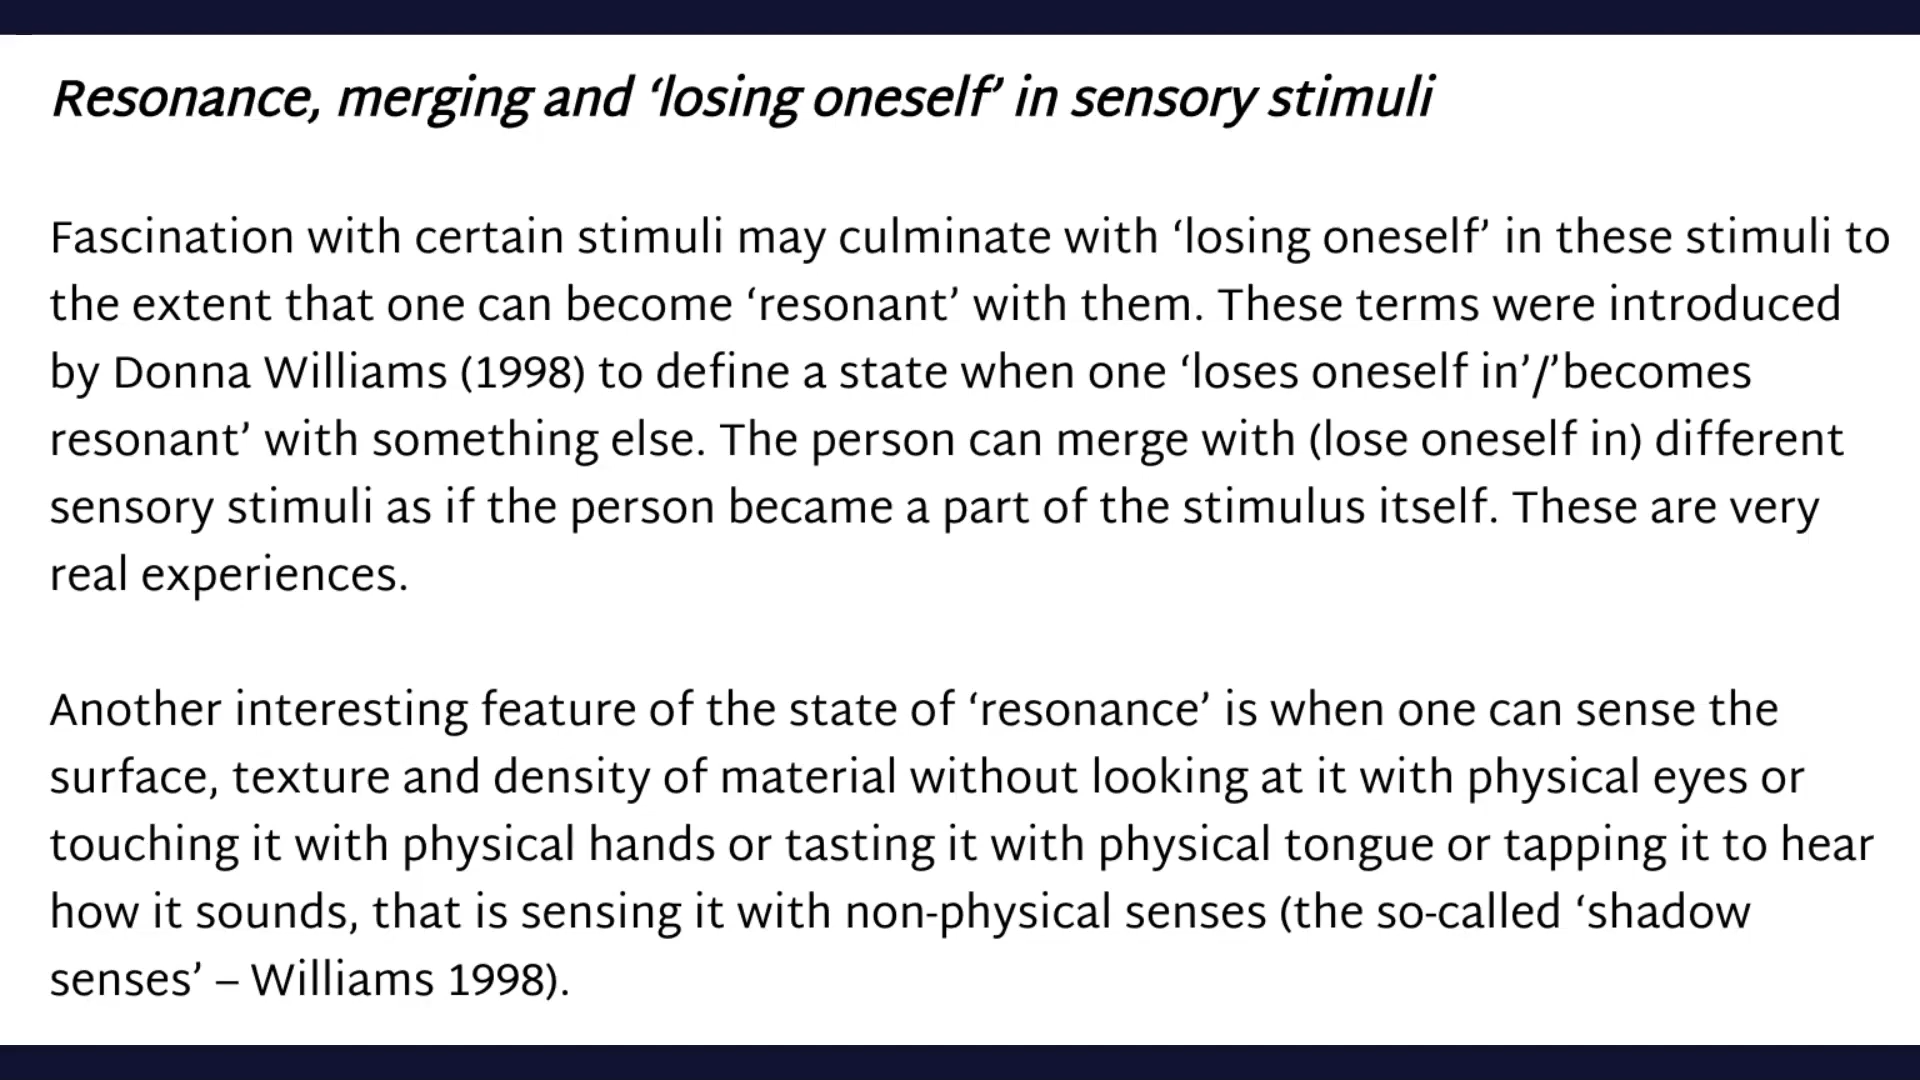 Resonance, merging and ‘losing oneself’ in sensory stimuli
Fascination with certain stimuli may culminate with ‘losing oneself’ in these stimuli to
the extent that one can become ‘resonant’ with them. These terms were introduced
by Donna Williams (1998) to define a state when one ‘loses oneself in’/’becomes
resonant’ with something else. The person can merge with (lose oneself in) different
sensory stimuli as if the person became a part of the stimulus itself. These are very
real experiences.
Another interesting feature of the state of ‘resonance’ is when one can sense the
surface, texture and density of material without looking at it with physical eyes or
touching it with physical hands or tasting it with physical tongue or tapping it to hear
how it sounds, that is sensing it with non-physical senses (the so-called ‘shadow
senses’ – Williams 1998).